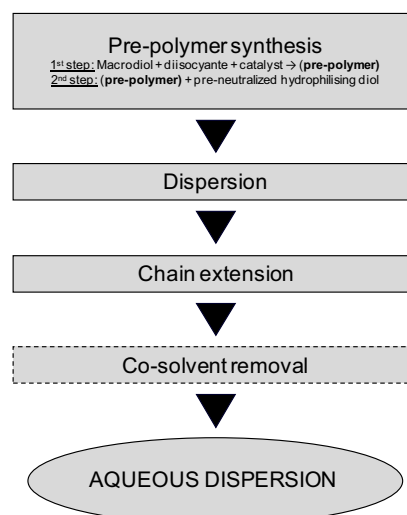 Pre-polymer synthesis
1st step: Macrodiol + diisocyante + catalyst → (pre-polymer)
2nd step: (pre-polymer) + pre-neutralized hydrophilising diol
Dispersion
Chain extension
Co-solvent removal
AQUEOUS DISPERSION